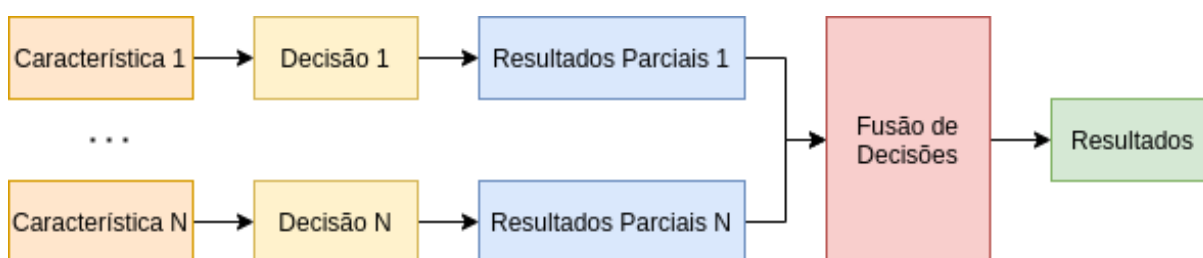 Característica 1
Decisão 1
Resultados Parciais 1
Fusão de
Decisões
Resultados
. . .
Característica N
Decisão N
Resultados Parciais N